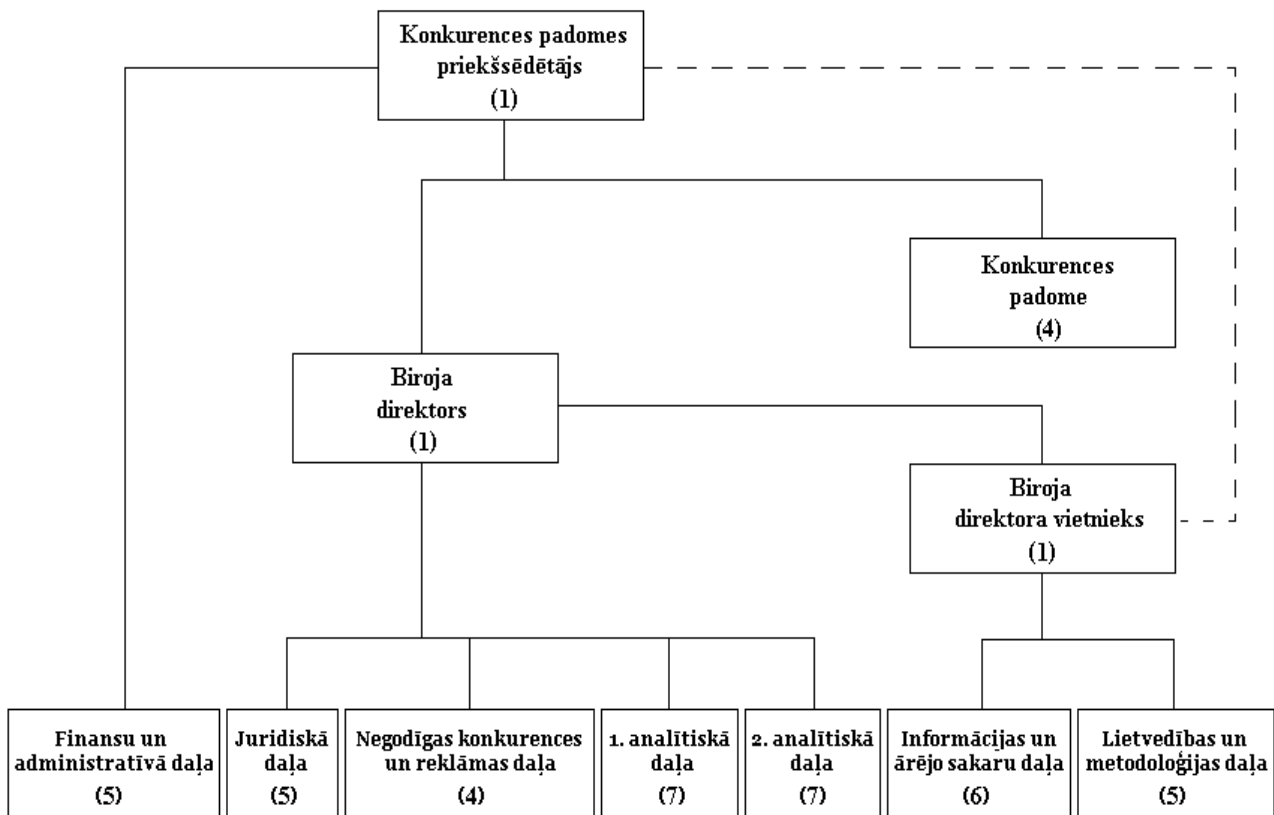 Konkurences padomes
priekšsēdētājs
(1)
Konkurences
padome
(4)
Biroja
direktors
(1)
Biroja
direktora vietnieks
(1)
Finansu un
administratīvā daļa
(5)
Juridiskā
daļa
(5)
Negodīgas konkurences
un reklāmas daļa
(4)
1. analītiskā
daļa
(7)
2. analītiskā
daļa
(7)
Informācijas un
ārējo sakaru daļa
(6)
Lietvedības un
metodoloģijas daļa
(5)